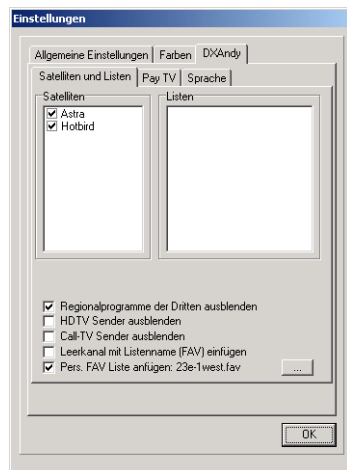 Einstellungen
Allgemeine Einstellungen Farben DXAndy
Satelliten und Listen Pay TV Sprache
Satelliten Listen
Astra
Hotbird
Regionalprogramme der Dritten ausblenden
HDTV Sender ausblenden
Call-TV Sender ausblenden
Leerkanal mit Listenname (FAV) einfügen
Pers. FAV Liste anfügen: 23e-1west.fav ...
OK